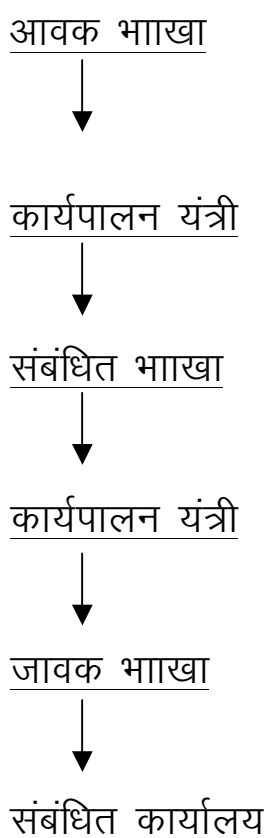 आवक भााखा
कार्यपालन यंत्री
संबंधित भााखा
कार्यपालन यंत्री
जावक भााखा
संबंधित कार्यालय